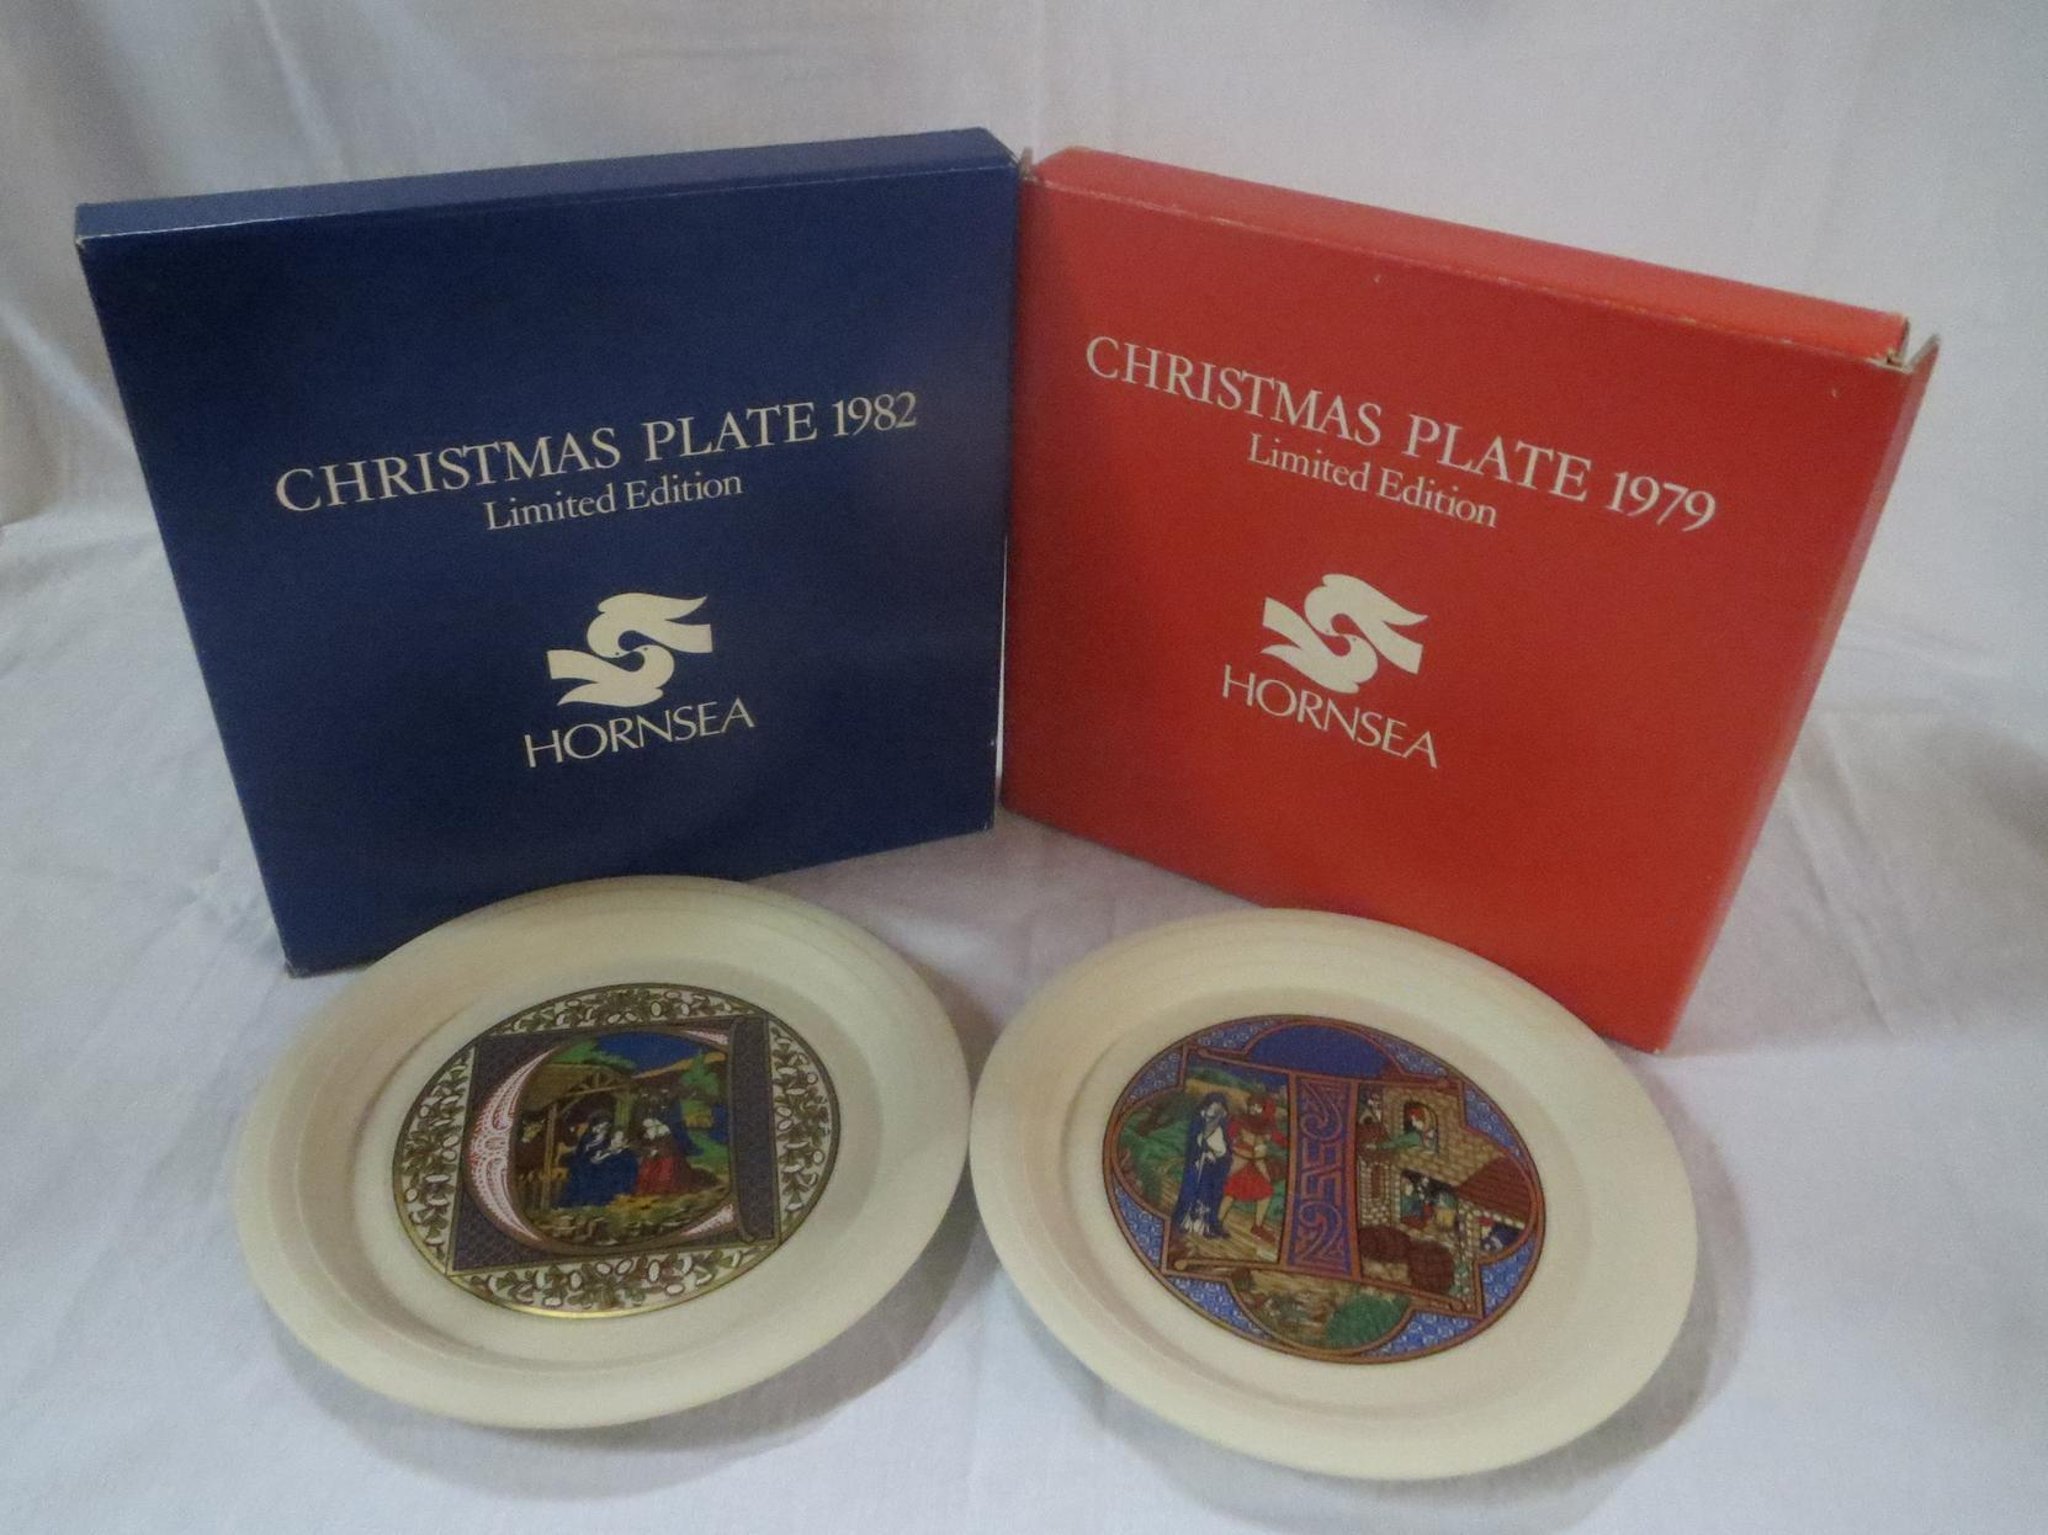 CHRISTMAS PLATE 1982
Limited Edition
HORNSEA
CHRISTMAS PLATE 1979
Limited Edition
HORNSEA